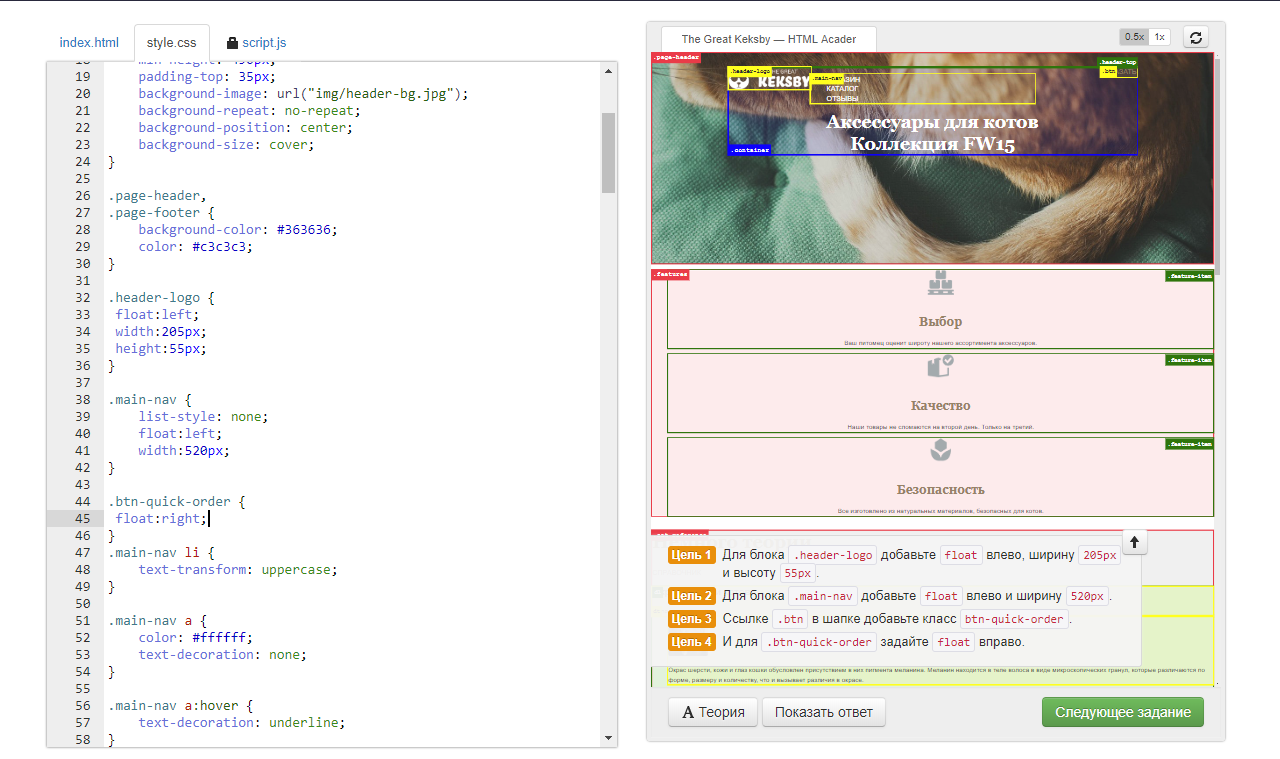 index.html
style.css
script.js
18 min-height: 450px;
19 padding-top: 35px;
20 background-image: url("img/header-bg.jpg");
21 background-repeat: no-repeat;
22 background-position: center;
23 background-size: cover;
24 }
25
26 .page-header,
27 .page-footer {
28 background-color: #363636;
29 color: #c3c3c3;
30 }
31
32 .header-logo {
33 float:left;
34 width:205px;
35 height:55px;
36 }
37
38 .main-nav {
39 list-style: none;
40 float:left;
41 width:520px;
42 }
43
44 .btn-quick-order {
45 float:right;
46 }
47 .main-nav li {
48 text-transform: uppercase;
49 }
50
51 .main-nav a {
52 color: #ffffff;
53 text-decoration: none;
54 }
55
56 .main-nav a:hover {
57 text-decoration: underline;
58 }
The Great Keksby — HTML Acader
0.5x 1x
.page-header
.header-top
.header-logo
.main-nav
.btn
KEKSBY
КАТАЛОГ
ОТЗЫВЫ
Аксессуары для котов
Коллекция FW15
.container
.features
.feature-item
Выбор
Ваш питомец оценит широту нашего ассортимента аксессуаров.
.feature-item
Качество
Наши товары не сломаются на второй день. Только на третий.
.feature-item
Безопасность
Все изготовлено из натуральных материалов, безопасных для котов.
Цель 1 Для блока .header-logo добавьте float влево, ширину 205px
и высоту 55px.
Цель 2 Для блока .main-nav добавьте float влево и ширину 520px.
Цель 3 Ссылке .btn в шапке добавьте класс btn-quick-order.
Цель 4 И для .btn-quick-order задайте float вправо.
Окрас шерсти, кожи и глаз кошки обусловлен присутствием в них пигмента меланина. Меланин находится в теле волоса в виде микроскопических гранул, которые различаются по
форме, размеру и количеству, что и вызывает различия в окрасе.
Теория
Показать ответ
Следующее задание